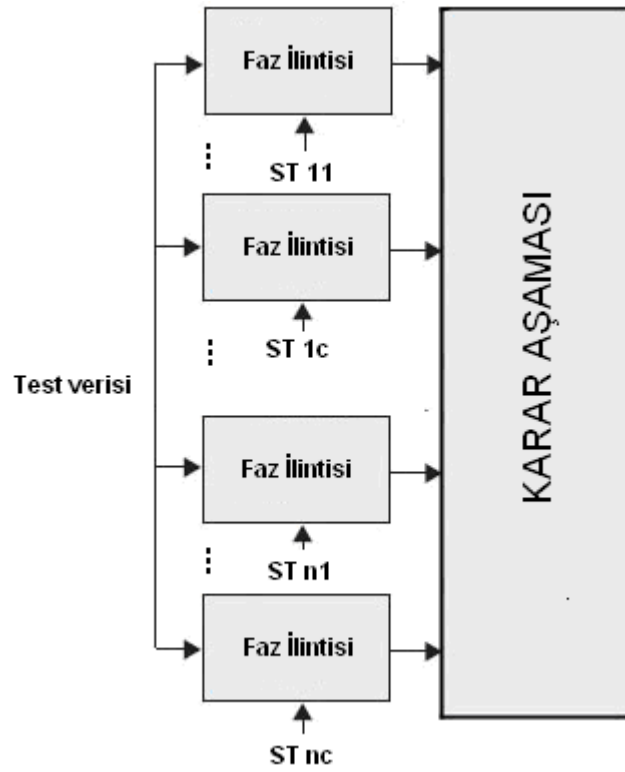 Faz İlintisi
ST 11
Faz İlintisi
ST 1c
Test verisi
Faz İlintisi
ST n1
Faz İlintisi
ST nc
KARAR AŞAMASI